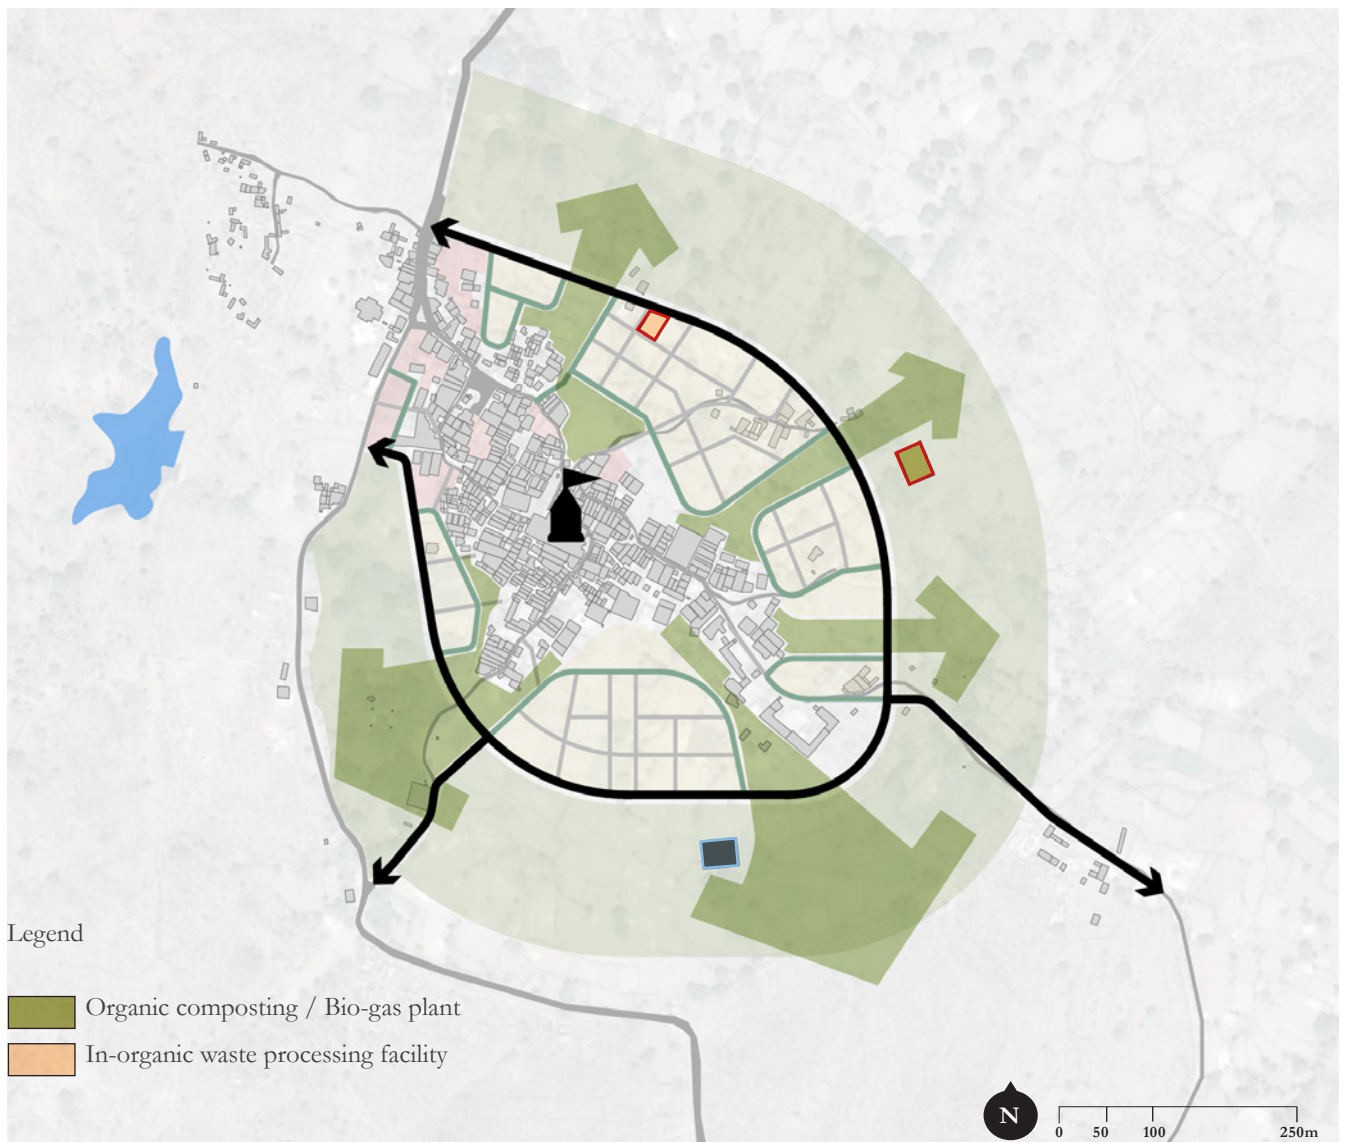 Legend
Organic composting / Bio-gas plant
In-organic waste processing facility
N
0 50 100 250m